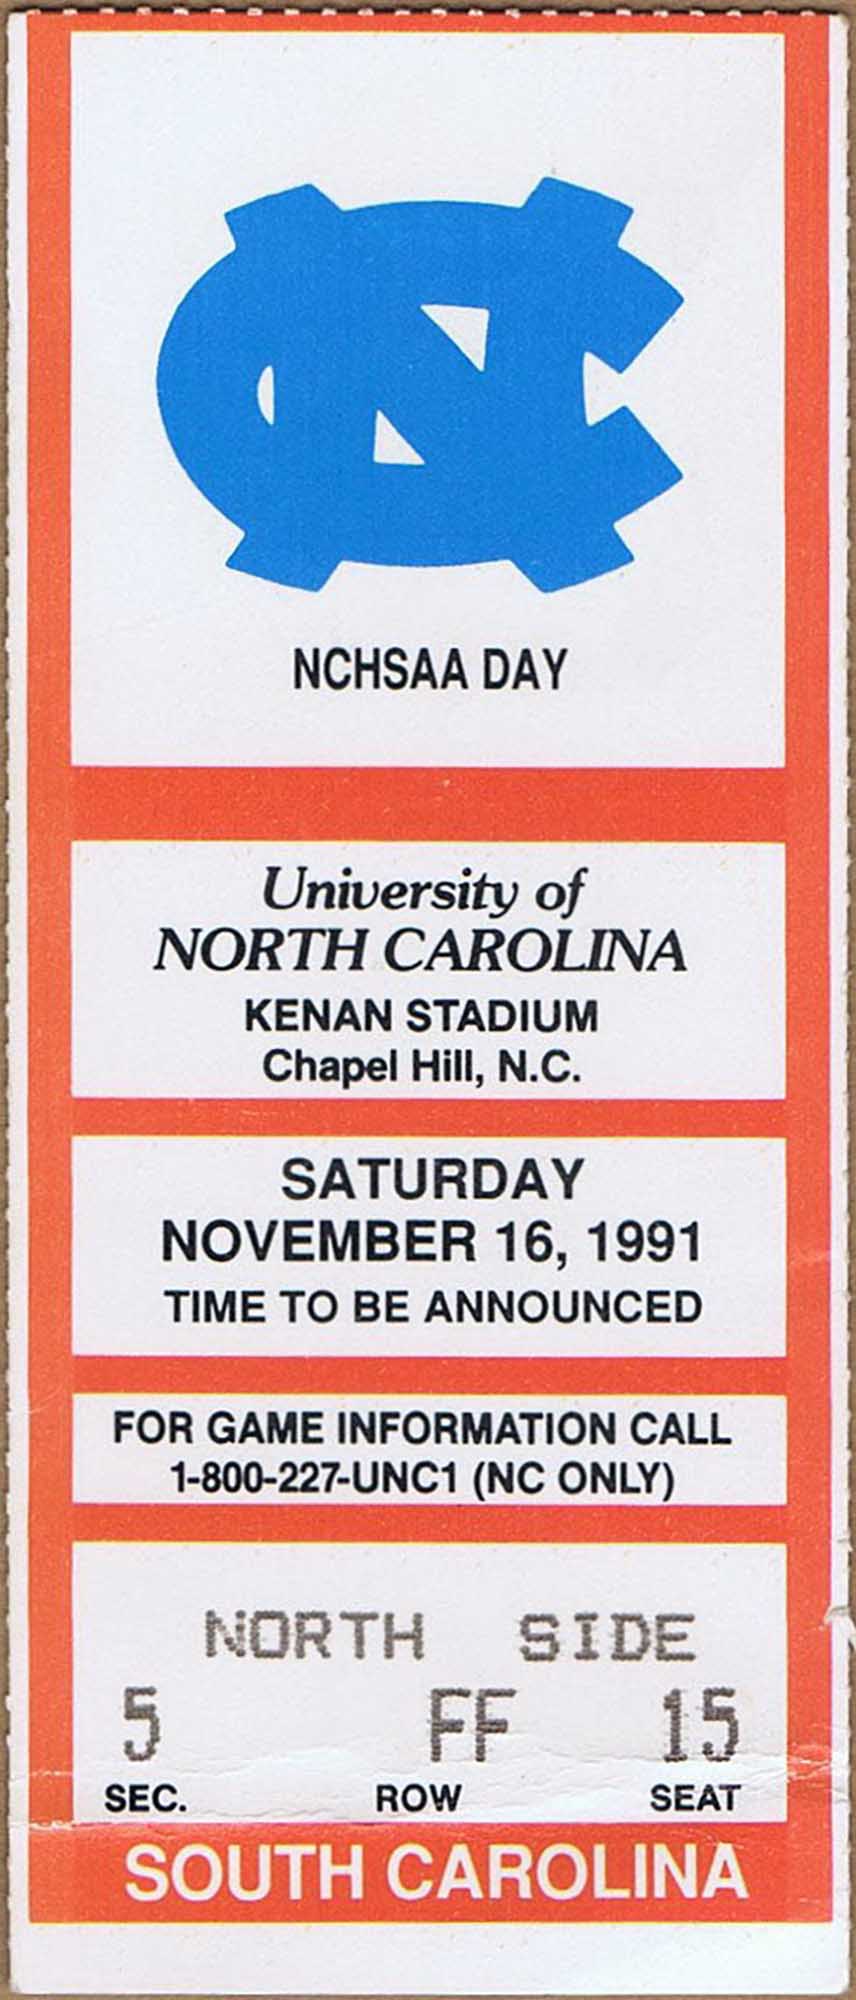 NC
NCHSAA DAY
University of
NORTH CAROLINA
KENAN STADIUM
Chapel Hill, N.C.
SATURDAY
NOVEMBER 16, 1991
TIME TO BE ANNOUNCED
FOR GAME INFORMATION CALL
1-800-227-UNC1 (NC ONLY)
NORTH SIDE
5 FF 15
SEC. ROW SEAT
SOUTH CAROLINA